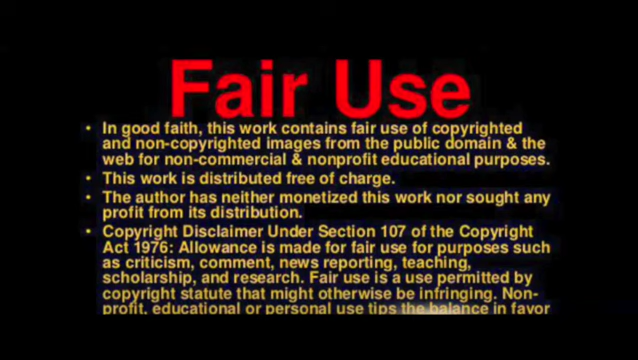 Fair Use
• In good faith, this work contains fair use of copyrighted
and non-copyrighted images from the public domain & the
web for non-commercial & nonprofit educational purposes.
• This work is distributed free of charge.
• The author has neither monetized this work nor sought any
profit from its distribution.
• Copyright Disclaimer Under Section 107 of the Copyright
Act 1976: Allowance is made for fair use for purposes such
as criticism, comment, news reporting, teaching,
scholarship, and research. Fair use is a use permitted by
copyright statute that might otherwise be infringing. Non-
profit, educational or personal use tips the balance in favor